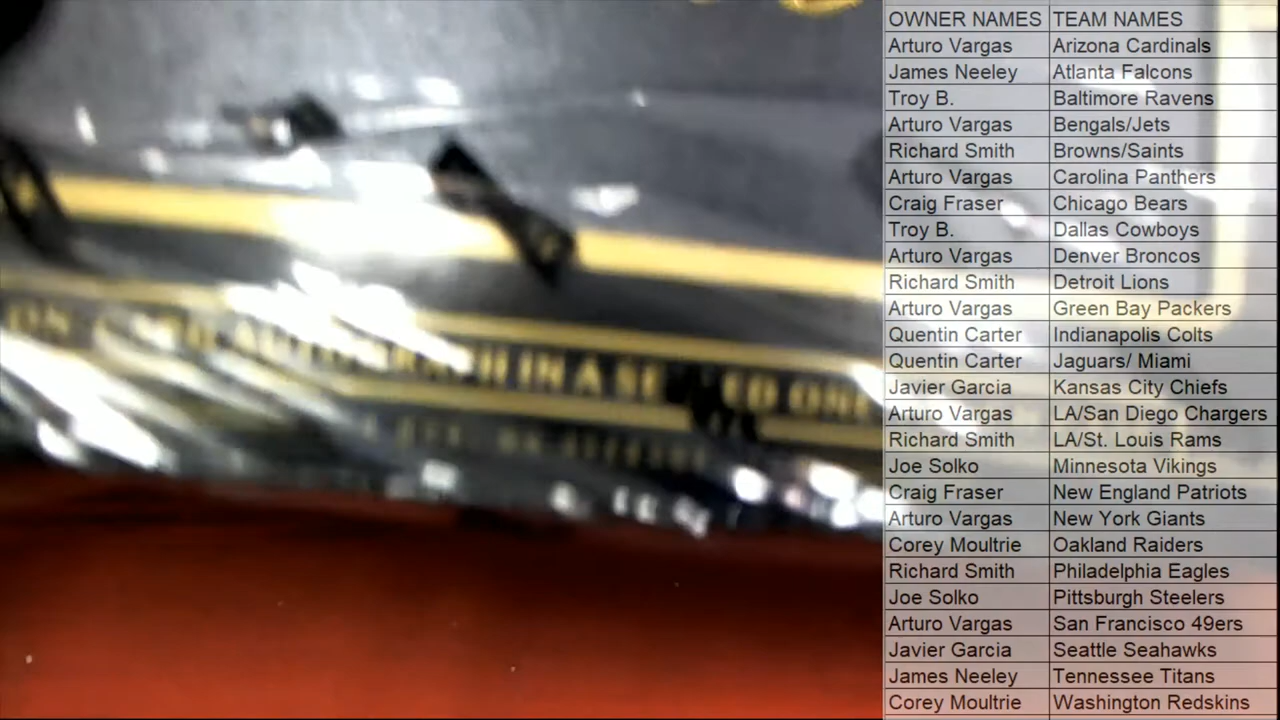 OWNER NAMES TEAM NAMES
Arturo Vargas Arizona Cardinals
James Neeley Atlanta Falcons
Troy B. Baltimore Ravens
Arturo Vargas Bengals/Jets
Richard Smith Browns/Saints
Arturo Vargas Carolina Panthers
Craig Fraser Chicago Bears
Troy B. Dallas Cowboys
Arturo Vargas Denver Broncos
Richard Smith Detroit Lions
Arturo Vargas Green Bay Packers
Quentin Carter Indianapolis Colts
Quentin Carter Jaguars/ Miami
Javier Garcia Kansas City Chiefs
Arturo Vargas LA/San Diego Chargers
Richard Smith LA/St. Louis Rams
Joe Solko Minnesota Vikings
Craig Fraser New England Patriots
Arturo Vargas New York Giants
Corey Moultrie Oakland Raiders
Richard Smith Philadelphia Eagles
Joe Solko Pittsburgh Steelers
Arturo Vargas San Francisco 49ers
Javier Garcia Seattle Seahawks
James Neeley Tennessee Titans
Corey Moultrie Washington Redskins
ON IN A